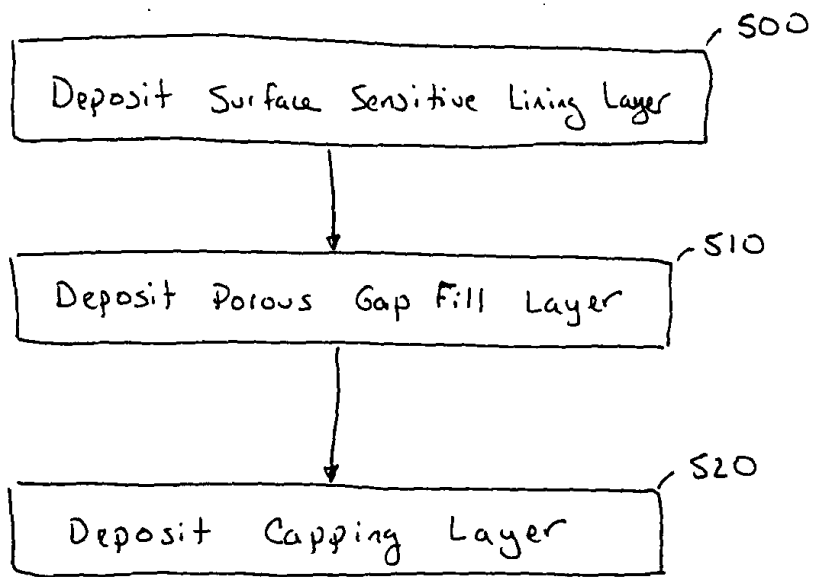 500
Deposit Surface Sensitive Lining Layer
510
Deposit Porous Gap Fill Layer
520
Deposit Capping Layer